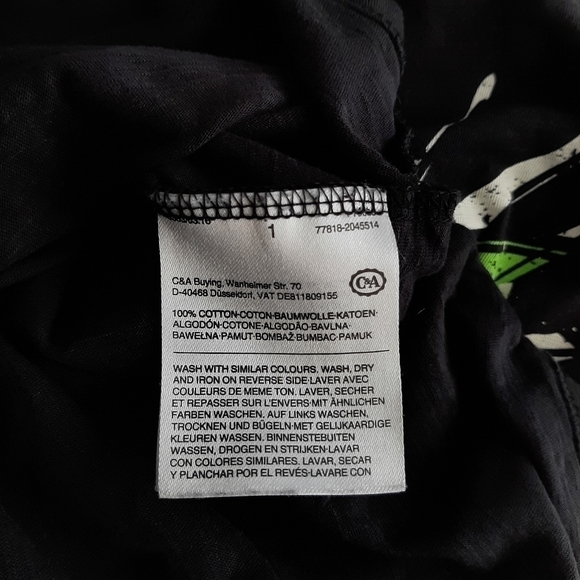 1
77818-2045514
C&A Buying, Wanheimer Str. 70
D-40468 Düsseldorf, VAT DE811809155
C&A
100% COTTON·COTON·BAUMWOLLE·KATOEN·
ALGODÓN·COTONE·ALGODÃO·BAVLNA·
BAWEŁNA·PAMUT·BOMBAŽ·BUMBAC·PAMUK
WASH WITH SIMILAR COLOURS. WASH, DRY
AND IRON ON REVERSE SIDE·LAVER AVEC
COULEURS DE MEME TON. LAVER, SECHER
ET REPASSER SUR L'ENVERS·MIT ÄHNLICHEN
FARBEN WASCHEN. AUF LINKS WASCHEN,
TROCKNEN UND BÜGELN·MET GELIJKAARDIGE
KLEUREN WASSEN. BINNENSTEBUITEN
WASSEN, DROGEN EN STRIJKEN·LAVAR
CON COLORES SIMILARES. LAVAR, SECAR
Y PLANCHAR POR EL REVÉS·LAVARE CON